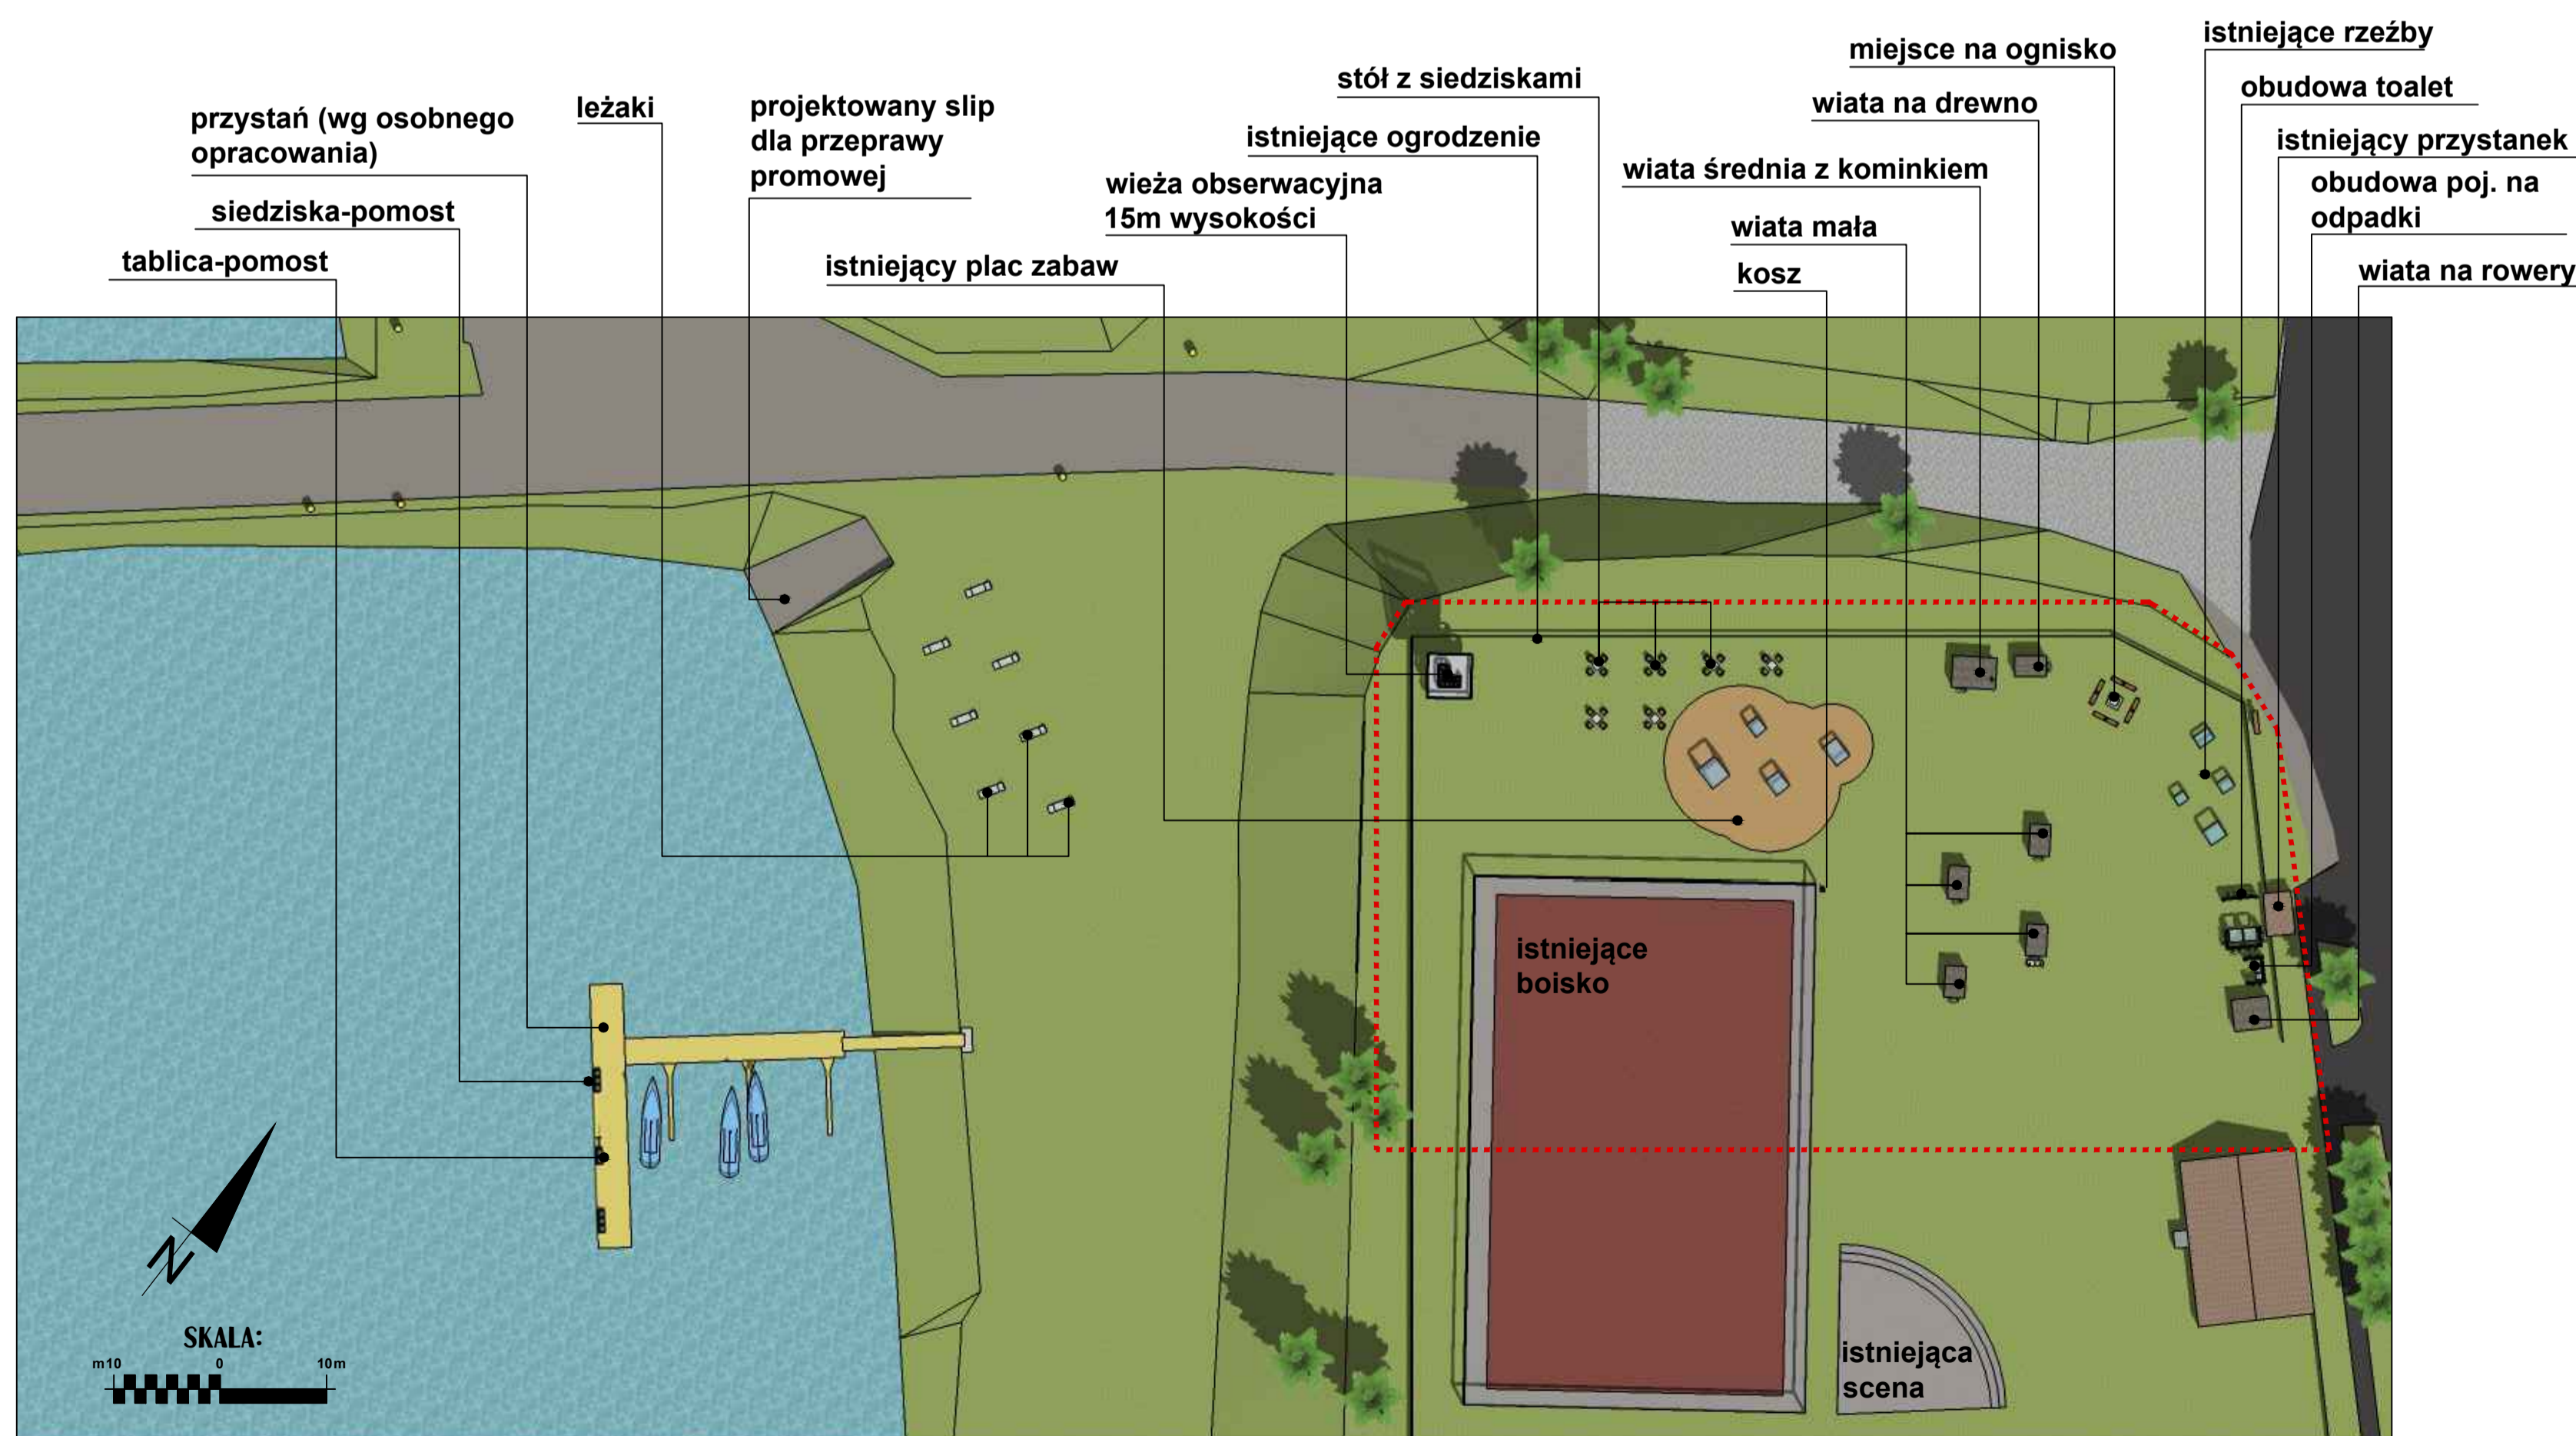 istniejące rzeźby
miejsce na ognisko
stół z siedziskami
obudowa toalet
wiata na drewno
przystań (wg osobnego
opracowania)
leżaki
projektowany slip
dla przeprawy
promowej
istniejące ogrodzenie
istniejący przystanek
wiata średnia z kominkiem
wieża obserwacyjna
15m wysokości
obudowa poj. na
odpadki
siedziska-pomost
wiata mała
tablica-pomost
istniejący plac zabaw
kosz
wiata na rowery
istniejące
boisko
N
SKALA:
m10 0 10m
istniejąca
scena